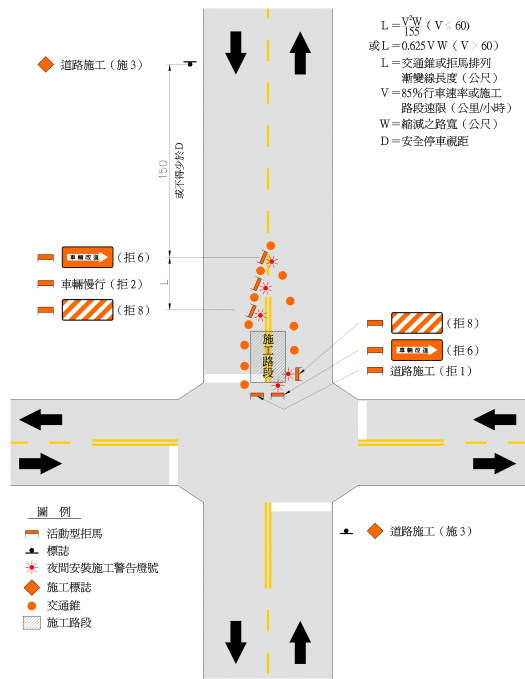 L＝V²W/155（V≤60）
或L＝0.625VW（V>60）
L＝交通錐或拒馬排列
漸變線長度（公尺）
V＝85%行車速率或施工
路段速限（公里/小時）
W＝縮減之路寬（公尺）
D＝安全停車視距
道路施工（施3）
150
或不得少於D
L
車輛改道（拒6）
車輛慢行（拒2）
（拒8）
施工路段
（拒8）
車輛改道（拒6）
道路施工（拒1）
道路施工（施3）
圖 例
活動型拒馬
標誌
夜間安裝施工警告燈號
施工標誌
交通錐
施工路段